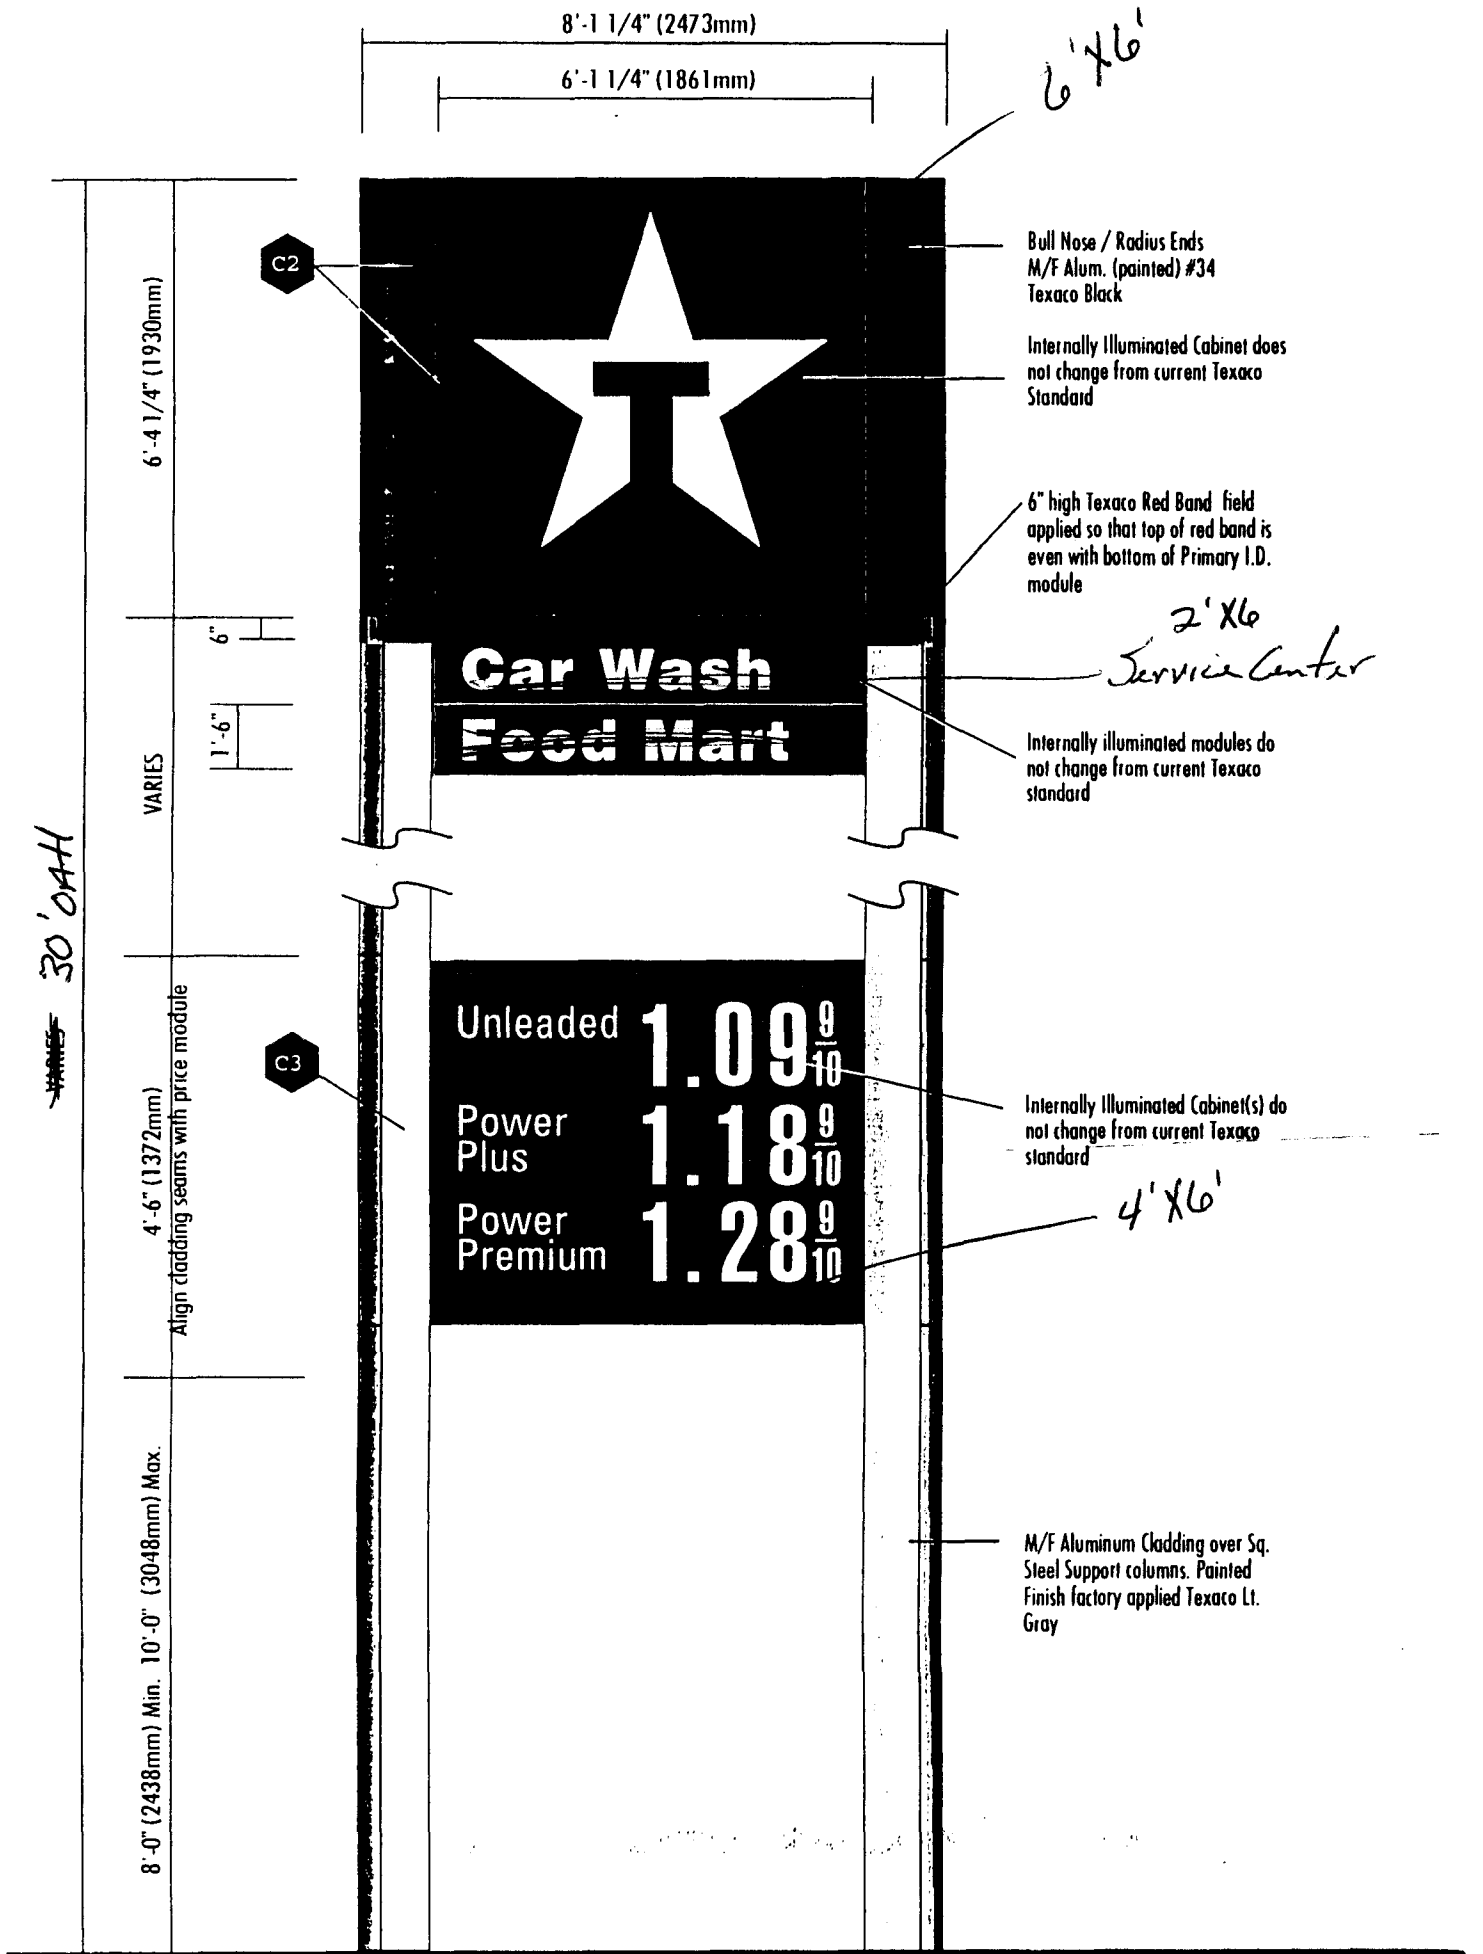 8'-1 1/4" (2473mm)
6'-1 1/4" (1861mm)
6'X6'
C2
T
Bull Nose / Radius Ends
M/F Alum. (painted) #34
Texaco Black
Internally Illuminated Cabinet does
not change from current Texaco
Standard
6'-4 1/4" (1930mm)
6" high Texaco Red Band field
applied so that top of red band is
even with bottom of Primary I.D.
module
2'X6
Service Center
6"
Car Wash
1'-6"
Food Mart
VARIES
Internally illuminated modules do
not change from current Texaco
standard
30' OAH
VARIES
C3
4'-6" (1372mm)
Align cladding seams with price module
Unleaded 1.09 9/10
Power
Plus 1.18 9/10
Power
Premium 1.28 9/10
Internally Illuminated Cabinet(s) do
not change from current Texaco
standard
4'X6'
8'-0" (2438mm) Min. 10'-0" (3048mm) Max.
M/F Aluminum Cladding over Sq.
Steel Support columns. Painted
Finish factory applied Texaco Lt.
Gray